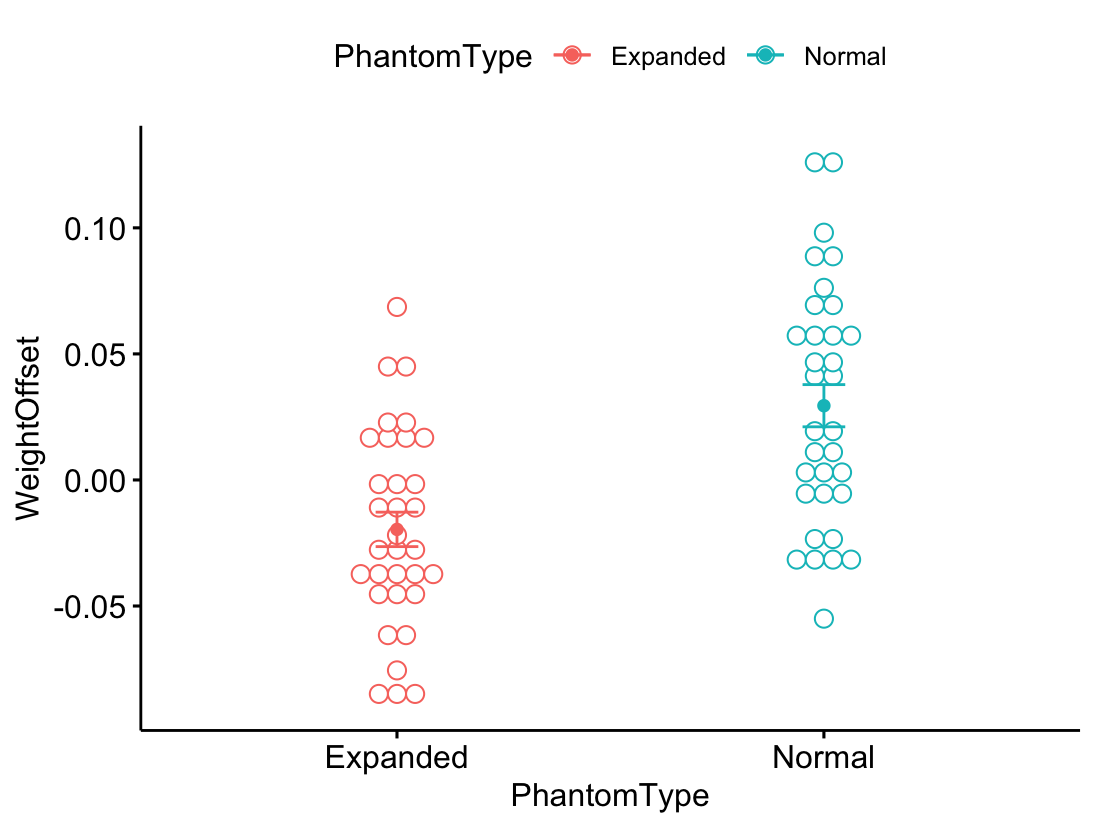 PhantomType Expanded Normal
0.10
0.05
0.00
-0.05
WeightOffset
Expanded Normal
PhantomType